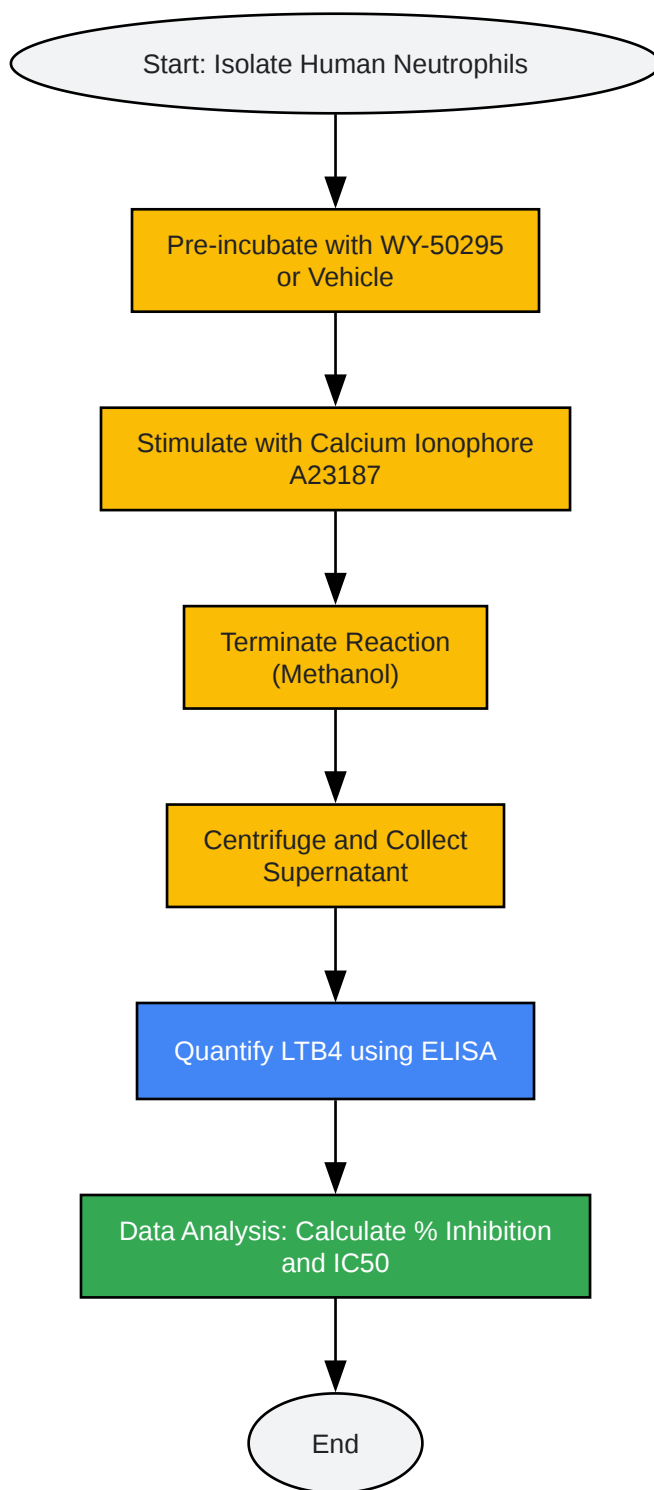 Start: Isolate Human Neutrophils
Pre-incubate with WY-50295
or Vehicle
Stimulate with Calcium Ionophore
A23187
Terminate Reaction
(Methanol)
Centrifuge and Collect
Supernatant
Quantify LTB4 using ELISA
Data Analysis: Calculate % Inhibition
and IC50
End